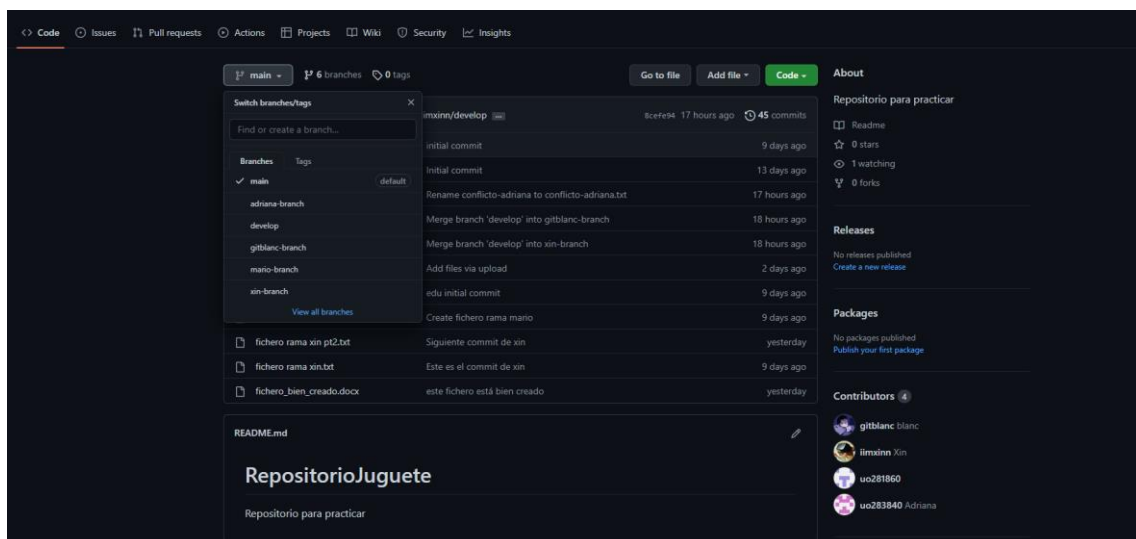 Code Issues Pull requests Actions Projects Wiki Security Insights
main 6 branches 0 tags Go to file Add file Code
Switch branches/tags
Find or create a branch...
Branches Tags
main default
adriana-branch
develop
gitblanc-branch
mario-branch
xin-branch
View all branches
imxinn/develop 8cefe94 17 hours ago 45 commits
initial commit 9 days ago
Initial commit 13 days ago
Rename conflicto-adriana to conflicto-adriana.txt 17 hours ago
Merge branch 'develop' into gitblanc-branch 18 hours ago
Merge branch 'develop' into xin-branch 18 hours ago
Add files via upload 2 days ago
edu initial commit 9 days ago
Create fichero rama mario 9 days ago
fichero rama xin pt2.txt Siguiente commit de xin yesterday
fichero rama xin.txt Este es el commit de xin 9 days ago
fichero_bien_creado.docx este fichero está bien creado yesterday
README.md
RepositorioJuguete
Repositorio para practicar
About
Repositorio para practicar
Readme
0 stars
1 watching
0 forks
Releases
No releases published
Create a new release
Packages
No packages published
Publish your first package
Contributors 4
gitblanc blanc
iimxinn Xin
uo281860
uo283840 Adriana